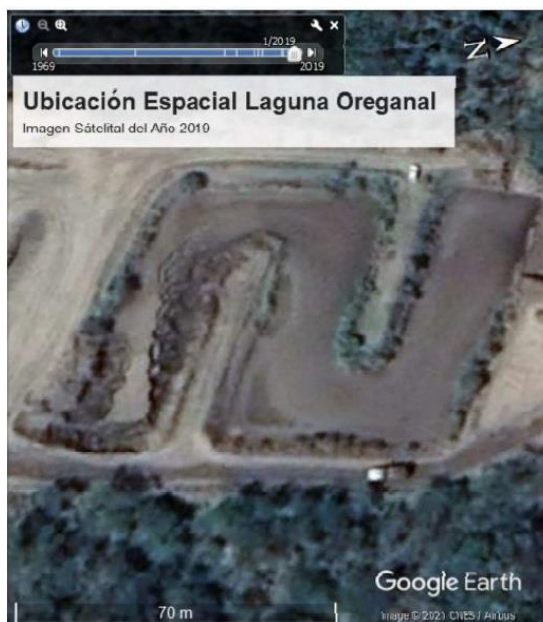 1/2019
1969 2019
N
Ubicación Espacial Laguna Oreganal
Imagen Sátelital del Año 2019
Google Earth
70 m
Image © 2021 CNES / Airbus